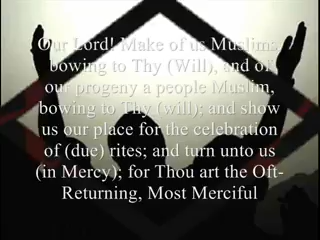 Our Lord! Make of us Muslims,
bowing to Thy (Will), and of
our progeny a people Muslim,
bowing to Thy (will); and show
us our place for the celebration
of (due) rites; and turn unto us
(in Mercy); for Thou art the Oft-
Returning, Most Merciful